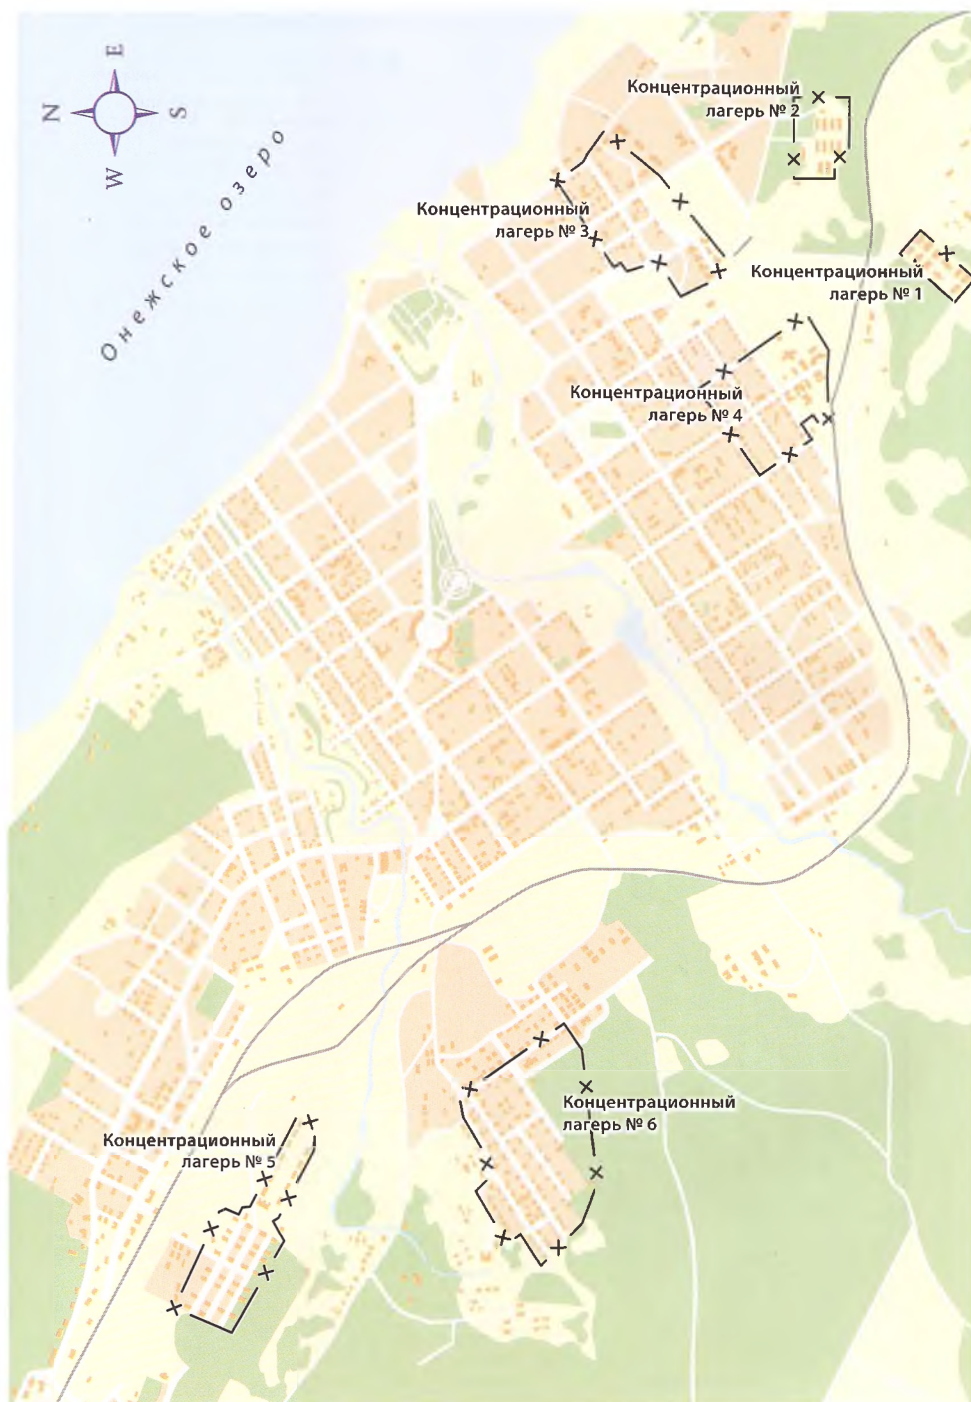 E
N
S
W
Онежское озеро
Концентрационный
лагерь № 2
Концентрационный
лагерь № 3
Концентрационный
лагерь № 1
Концентрационный
лагерь № 4
Концентрационный
лагерь № 6
Концентрационный
лагерь № 5